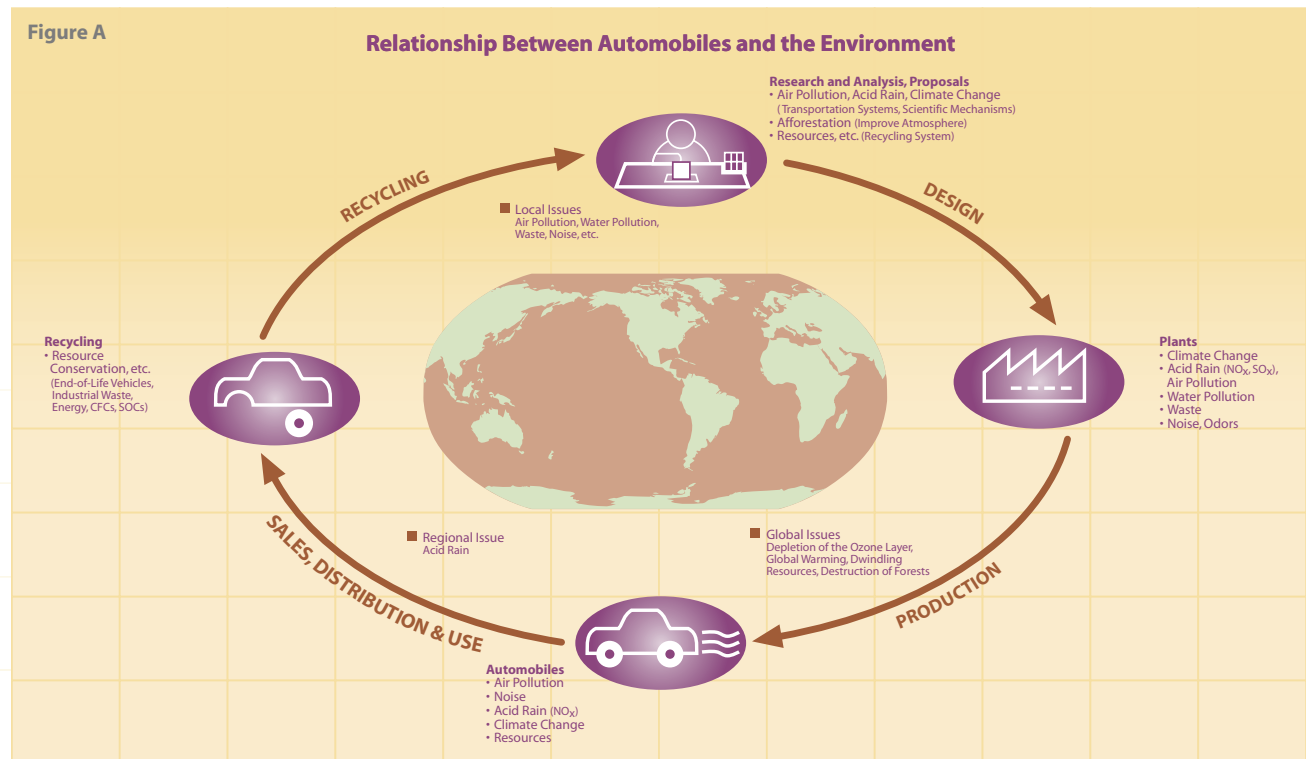 Figure A
Relationship Between Automobiles and the Environment
Research and Analysis, Proposals
• Air Pollution, Acid Rain, Climate Change
(Transportation Systems, Scientific Mechanisms)
• Afforestation (Improve Atmosphere)
• Resources, etc. (Recycling System)
RECYCLING
DESIGN
Local Issues
Air Pollution, Water Pollution,
Waste, Noise, etc.
Recycling
• Resource
Conservation, etc.
(End-of-Life Vehicles,
Industrial Waste,
Energy, CFCs, SOCs)
Plants
• Climate Change
• Acid Rain (NOx, SOx),
Air Pollution
• Water Pollution
• Waste
• Noise, Odors
Regional Issue
Acid Rain
Global Issues
Depletion of the Ozone Layer,
Global Warming, Dwindling
Resources, Destruction of Forests
SALES, DISTRIBUTION & USE
PRODUCTION
Automobiles
• Air Pollution
• Noise
• Acid Rain (NOx)
• Climate Change
• Resources